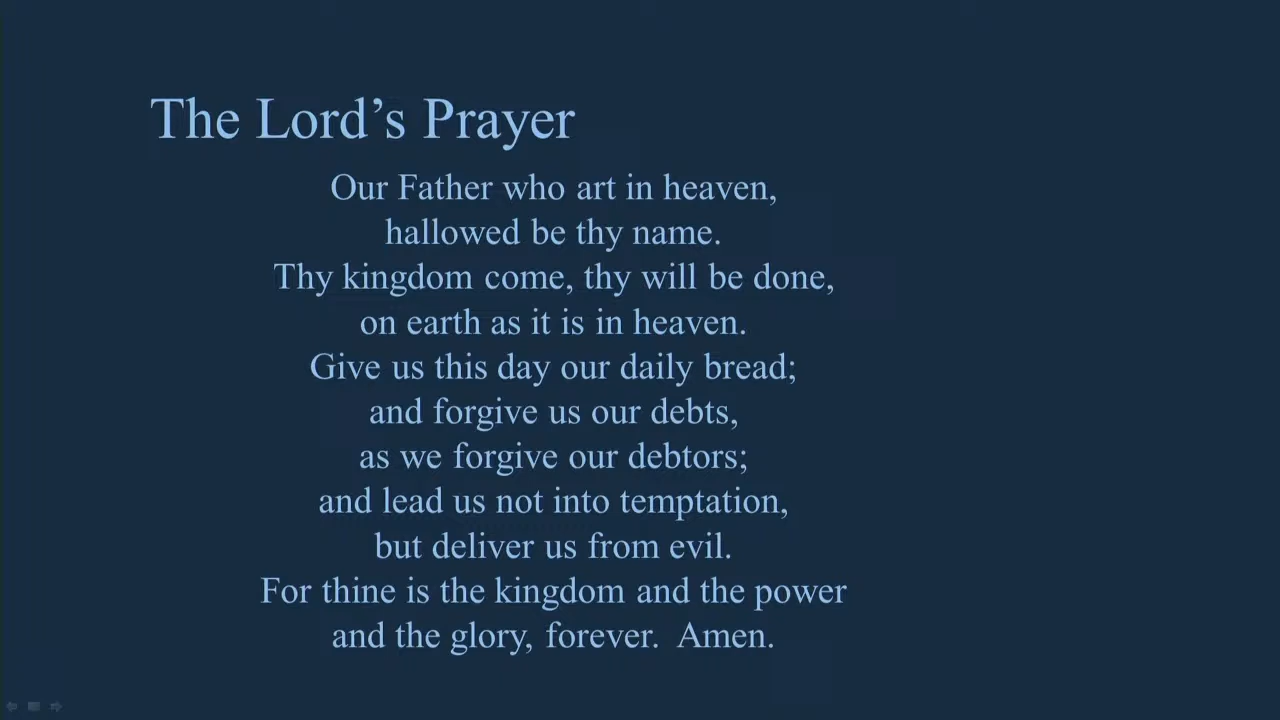 The Lord’s Prayer
Our Father who art in heaven,
hallowed be thy name.
Thy kingdom come, thy will be done,
on earth as it is in heaven.
Give us this day our daily bread;
and forgive us our debts,
as we forgive our debtors;
and lead us not into temptation,
but deliver us from evil.
For thine is the kingdom and the power
and the glory, forever.  Amen.